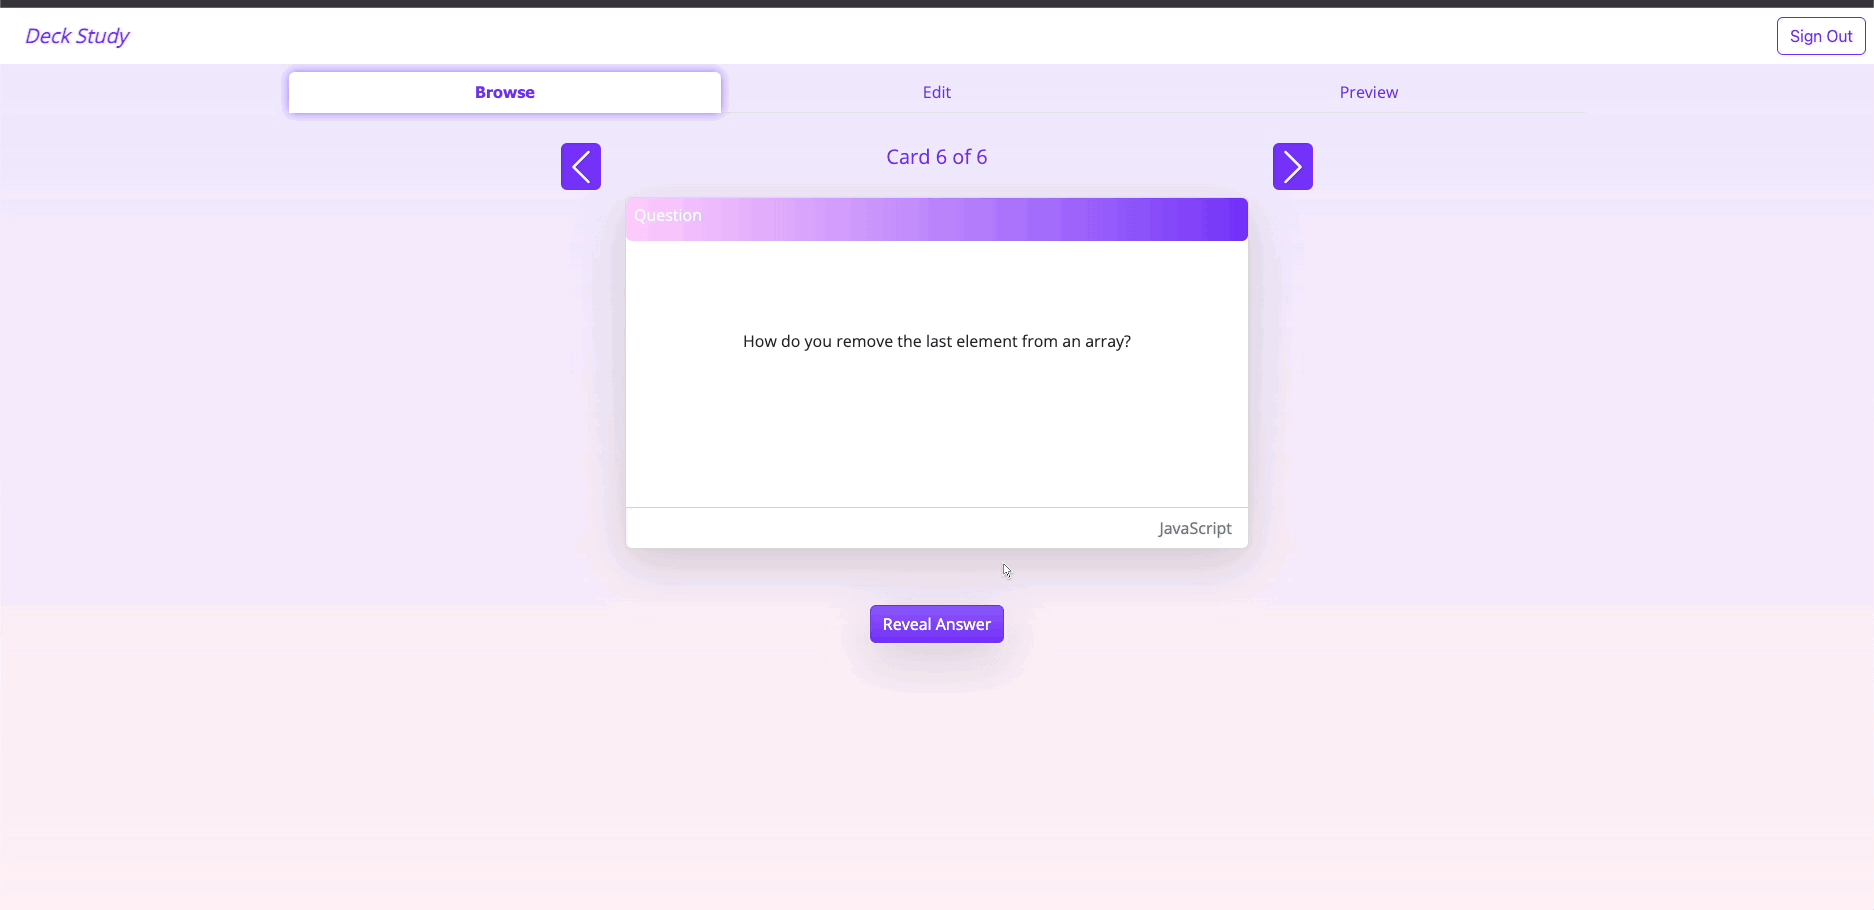 Deck Study
Sign Out
Browse
Edit
Preview
Card 6 of 6
Question
How do you remove the last element from an array?
JavaScript
Reveal Answer